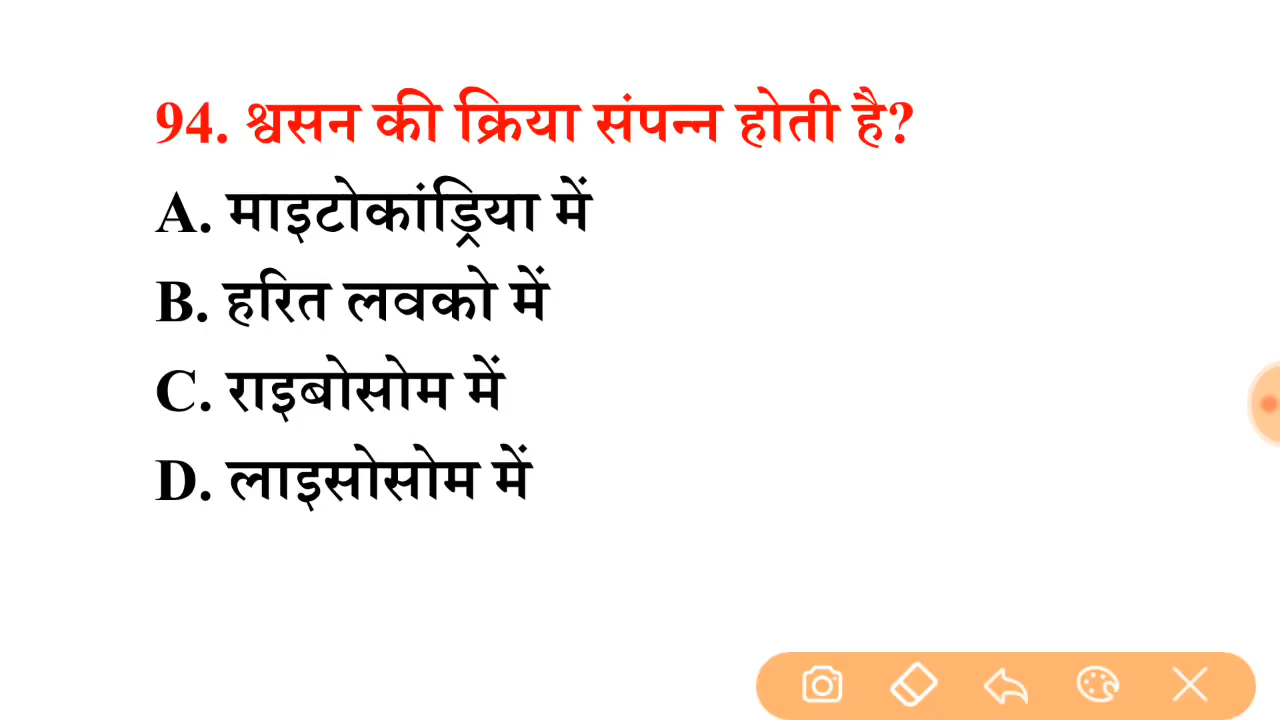 94. श्वसन की क्रिया संपन्न होती है?
A. माइटोकांड्रिया में
B. हरित लवको में
C. राइबोसोम में
D. लाइसोसोम में